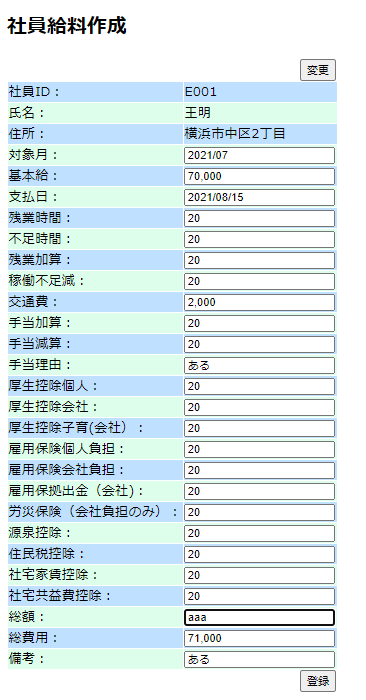 社員給料作成
変更
社員ID： E001
氏名： 王明
住所： 横浜市中区2丁目
対象月： 2021/07
基本給： 70,000
支払日： 2021/08/15
残業時間： 20
不足時間： 20
残業加算： 20
稼働不足減： 20
交通費： 2,000
手当加算： 20
手当減算： 20
手当理由： ある
厚生控除個人： 20
厚生控除会社： 20
厚生控除子育(会社）： 20
雇用保険個人負担： 20
雇用保険会社負担： 20
雇用保拠出金（会社)： 20
労災保険（会社負担のみ）： 20
源泉控除： 20
住民税控除： 20
社宅家賃控除： 20
社宅共益費控除： 20
総額： aaa
総費用： 71,000
備考： ある
登録